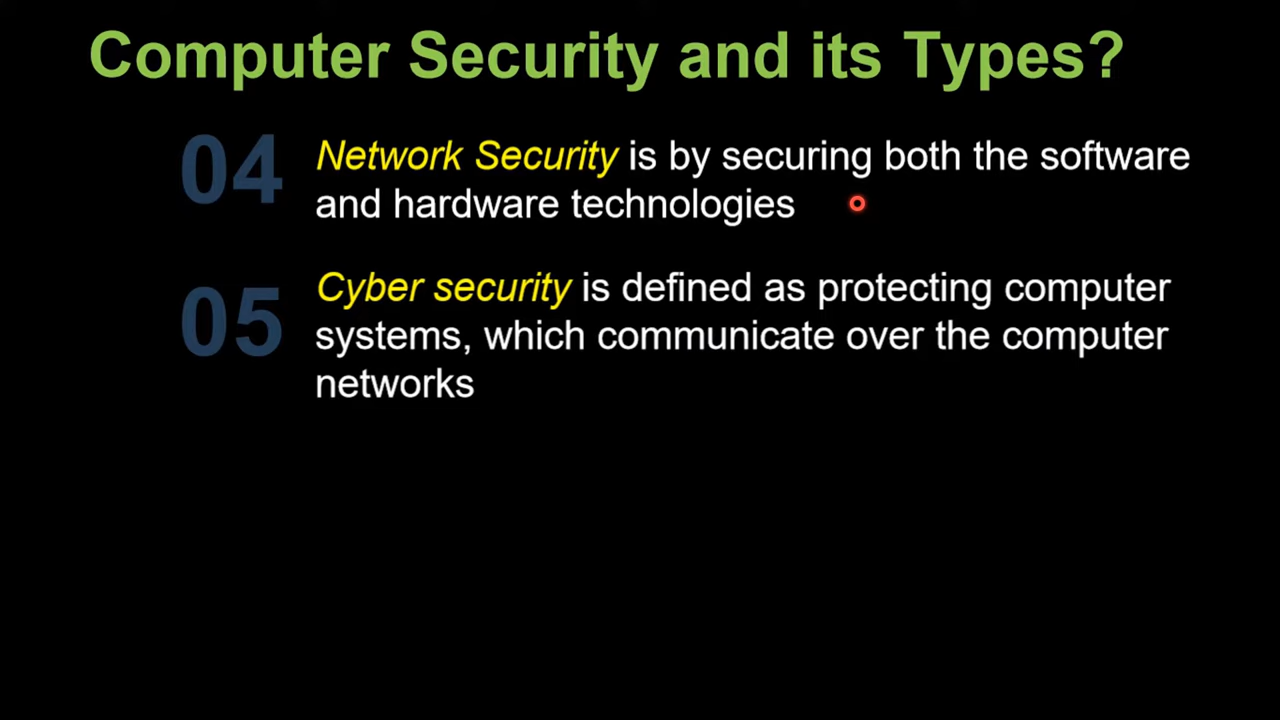 Computer Security and its Types?
04
Network Security is by securing both the software
and hardware technologies
05
Cyber security is defined as protecting computer
systems, which communicate over the computer
networks